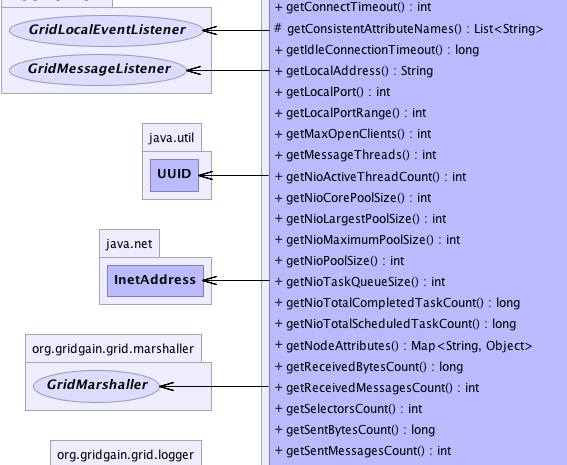 GridLocalEventListener
GridMessageListener
java.util
UUID
java.net
InetAddress
org.gridgain.grid.marshaller
GridMarshaller
org.gridgain.grid.logger
+ getConnectTimeout() : int
# getConsistentAttributeNames() : List<String>
+ getIdleConnectionTimeout() : long
+ getLocalAddress() : String
+ getLocalPort() : int
+ getLocalPortRange() : int
+ getMaxOpenClients() : int
+ getMessageThreads() : int
+ getNioActiveThreadCount() : int
+ getNioCorePoolSize() : int
+ getNioLargestPoolSize() : int
+ getNioMaximumPoolSize() : int
+ getNioPoolSize() : int
+ getNioTaskQueueSize() : int
+ getNioTotalCompletedTaskCount() : long
+ getNioTotalScheduledTaskCount() : long
+ getNodeAttributes() : Map<String, Object>
+ getReceivedBytesCount() : long
+ getReceivedMessagesCount() : int
+ getSelectorsCount() : int
+ getSentBytesCount() : long
+ getSentMessagesCount() : int